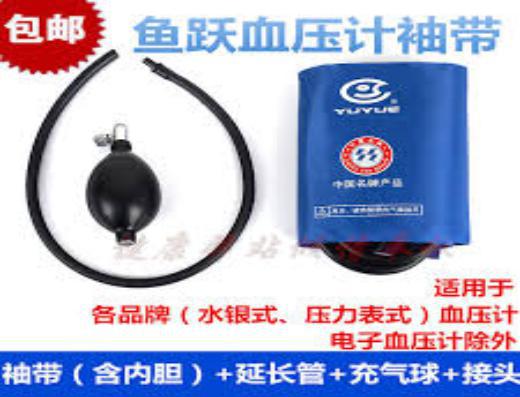 包邮
鱼跃血压计袖带
YUYUE
®
中国名牌产品
适用于
各品牌（水银式、压力表式）血压计
电子血压计除外
袖带（含内胆）+延长管+充气球+接头